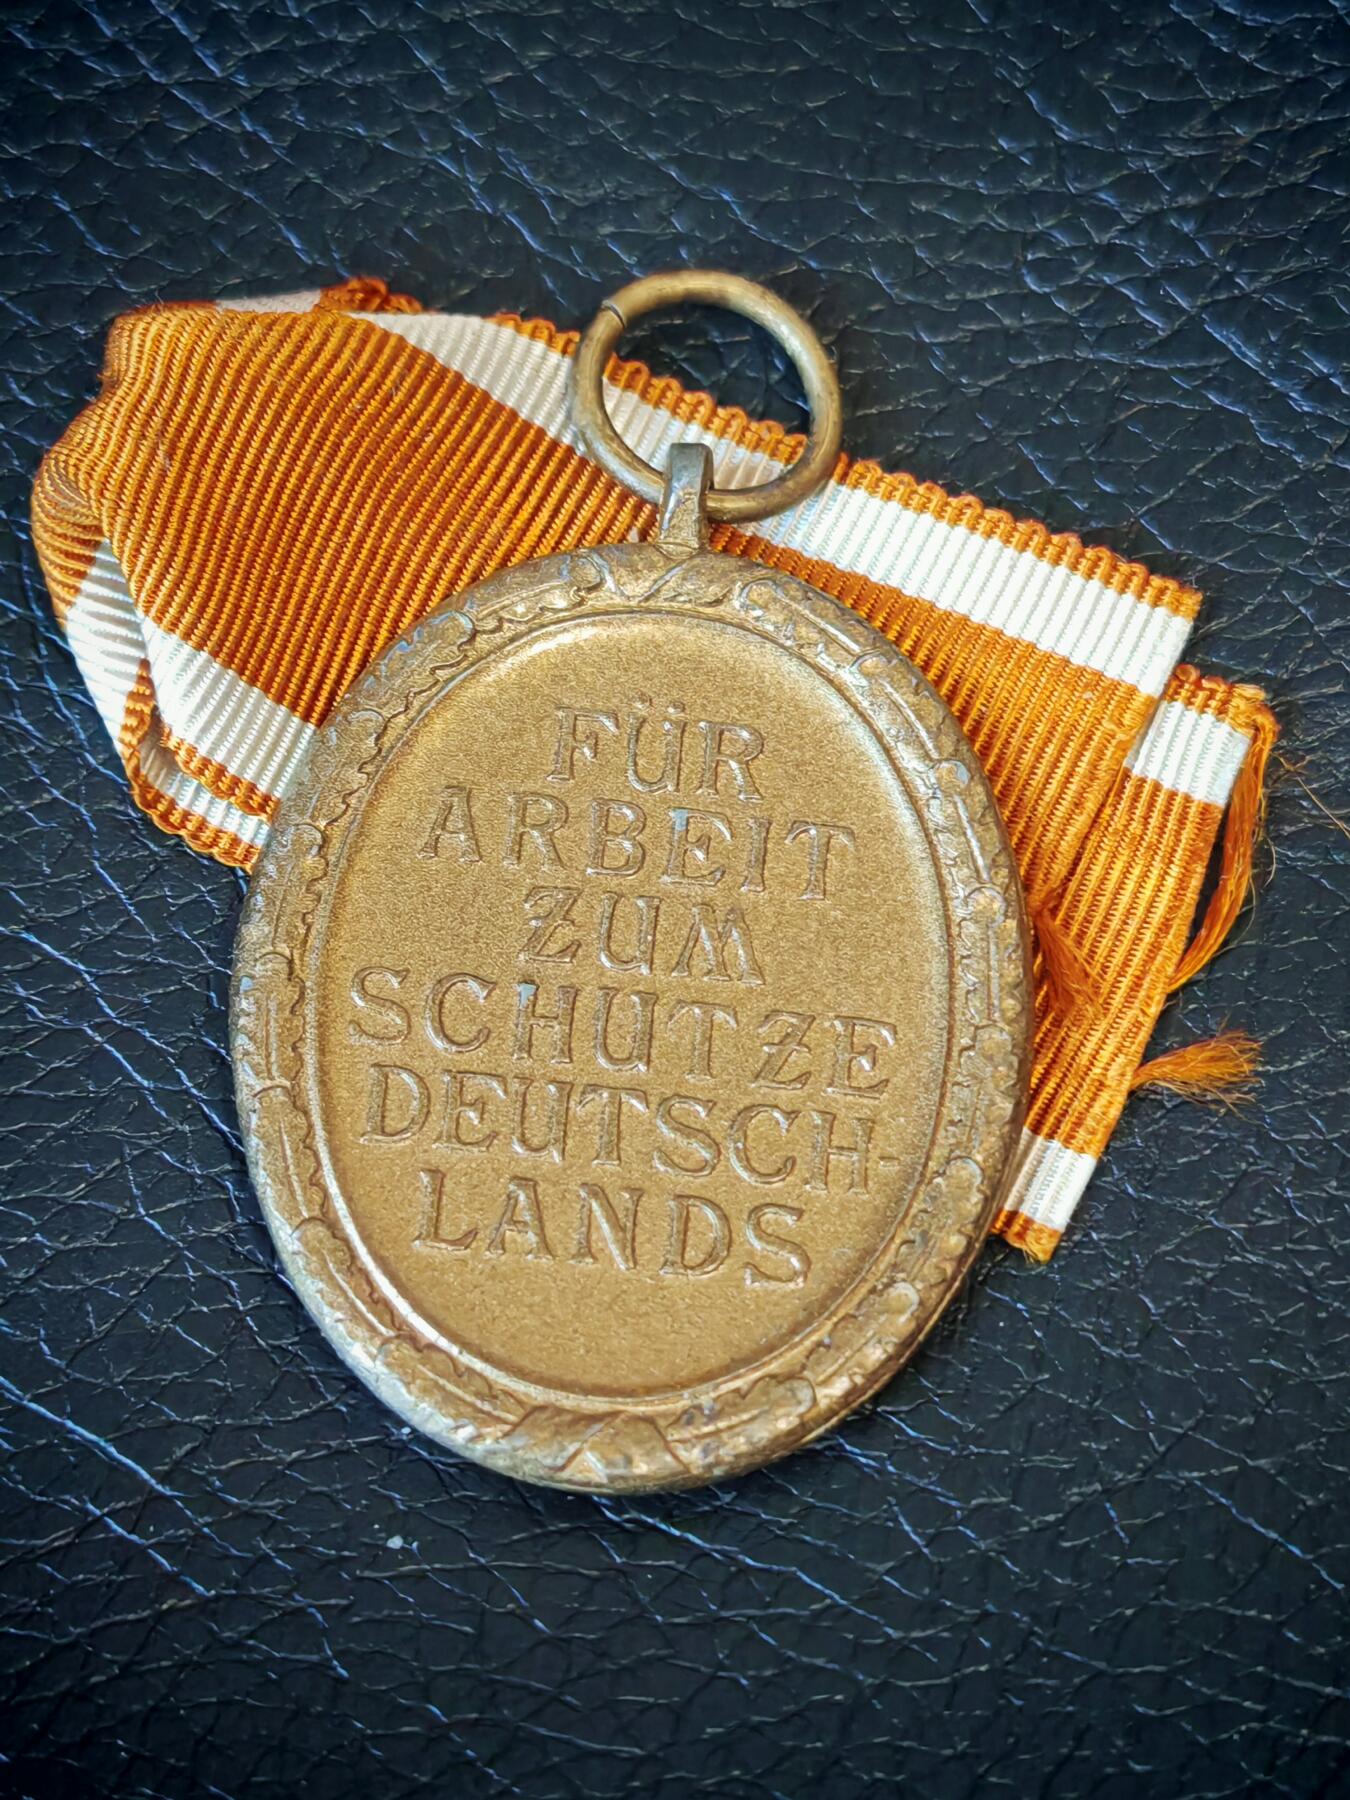 FÜR
ARBEIT
ZUM
SCHUTZE
DEUTSCH-
LANDS